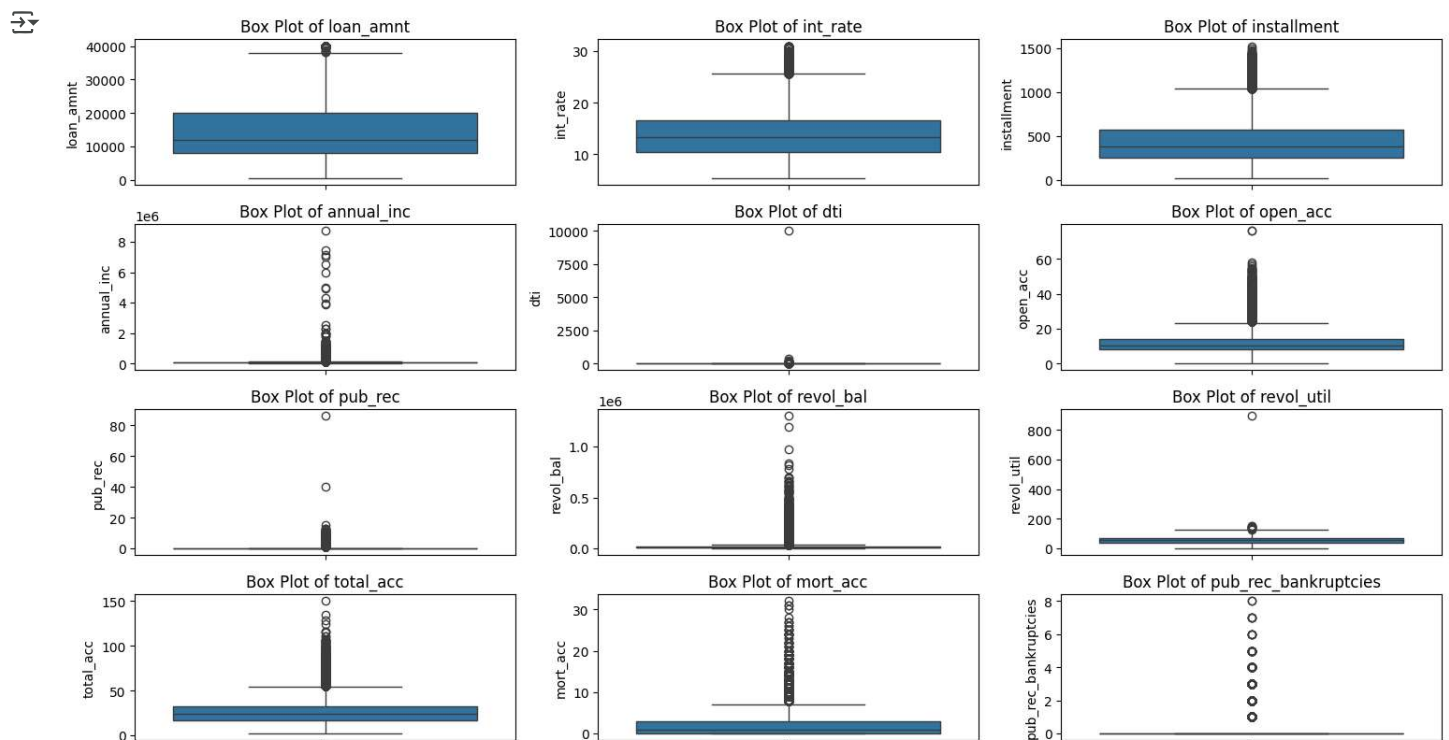 Box Plot of loan_amnt
40000
30000
20000
10000
0
loan_amnt
Box Plot of int_rate
30
20
10
int_rate
Box Plot of installment
1500
1000
500
0
installment
Box Plot of annual_inc
1e6
8
6
4
2
0
annual_inc
Box Plot of dti
10000
7500
5000
2500
0
dti
Box Plot of open_acc
60
40
20
0
open_acc
Box Plot of pub_rec
80
60
40
20
0
pub_rec
Box Plot of revol_bal
1e6
1.0
0.5
0.0
revol_bal
Box Plot of revol_util
800
600
400
200
0
revol_util
Box Plot of total_acc
150
100
50
0
total_acc
Box Plot of mort_acc
30
20
10
0
mort_acc
Box Plot of pub_rec_bankruptcies
8
6
4
2
0
pub_rec_bankruptcies